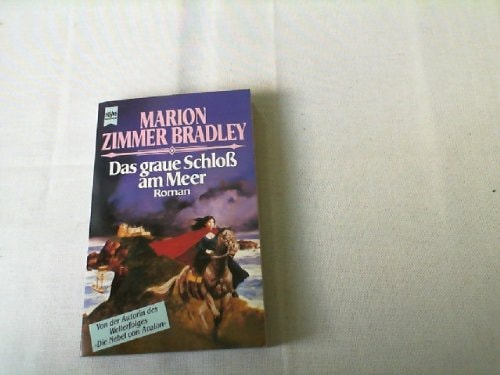 MARION
ZIMMER BRADLEY
Das graue Schloß
am Meer
Roman
Von der Autorin des
Welterfolges
»Die Nebel von Avalon«